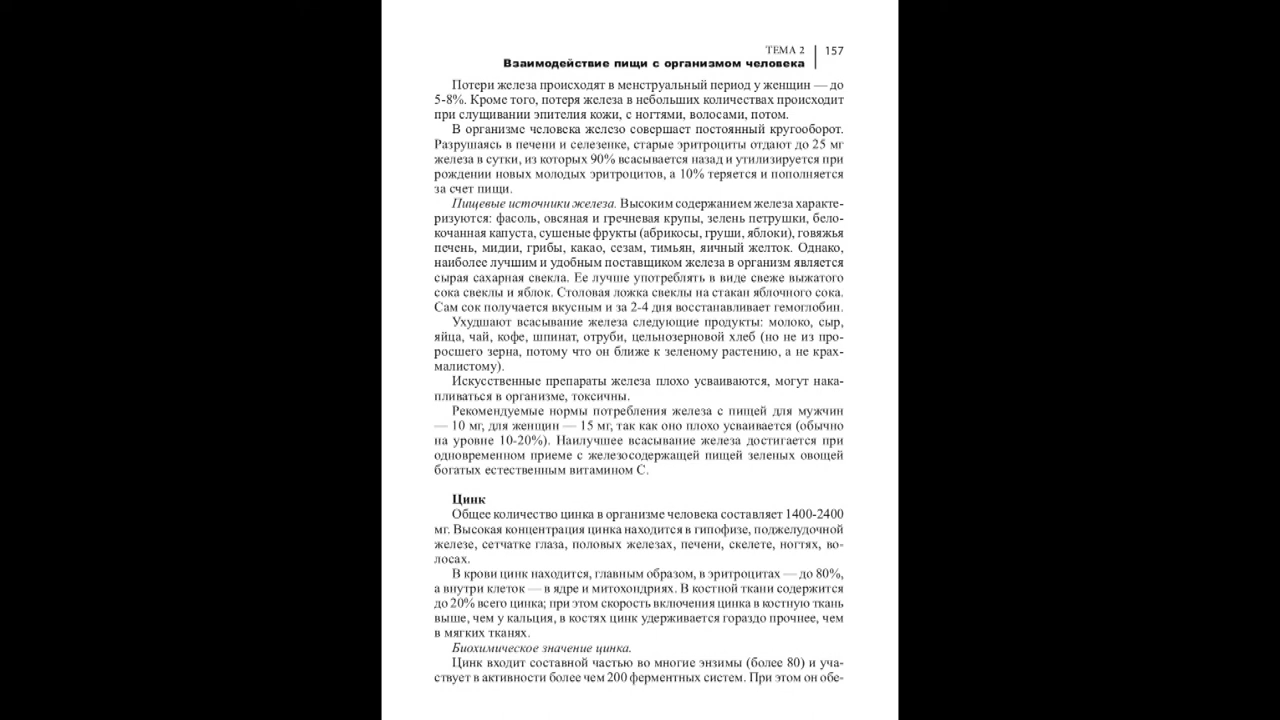 ТЕМА 2
157
Взаимодействие пищи с организмом человека
Потери железа происходят в менструальный период у женщин — до
5-8%. Кроме того, потеря железа в небольших количествах происходит
при слущивании эпителия кожи, с ногтями, волосами, потом.
В организме человека железо совершает постоянный кругооборот.
Разрушаясь в печени и селезенке, старые эритроциты отдают до 25 мг
железа в сутки, из которых 90% всасывается назад и утилизируется при
рождении новых молодых эритроцитов, а 10% теряется и пополняется
за счет пищи.
Пищевые источники железа. Высоким содержанием железа характе-
ризуются: фасоль, овсяная и гречневая крупы, зелень петрушки, бело-
кочанная капуста, сушеные фрукты (абрикосы, груши, яблоки), говяжья
печень, мидии, грибы, какао, сезам, тимьян, яичный желток. Однако,
наиболее лучшим и удобным поставщиком железа в организм является
сырая сахарная свекла. Ее лучше употреблять в виде свеже выжатого
сока свеклы и яблок. Столовая ложка свеклы на стакан яблочного сока.
Сам сок получается вкусным и за 2-4 дня восстанавливает гемоглобин.
Ухудшают всасывание железа следующие продукты: молоко, сыр,
яйца, чай, кофе, шпинат, отруби, цельнозерновой хлеб (но не из про-
росшего зерна, потому что он ближе к зеленому растению, а не крах-
малистому).
Искусственные препараты железа плохо усваиваются, могут нака-
пливаться в организме, токсичны.
Рекомендуемые нормы потребления железа с пищей для мужчин
— 10 мг, для женщин — 15 мг, так как оно плохо усваивается (обычно
на уровне 10-20%). Наилучшее всасывание железа достигается при
одновременном приеме с железосодержащей пищей зеленых овощей
богатых естественным витамином С.
Цинк
Общее количество цинка в организме человека составляет 1400-2400
мг. Высокая концентрация цинка находится в гипофизе, поджелудочной
железе, сетчатке глаза, половых железах, печени, скелете, ногтях, во-
лосах.
В крови цинк находится, главным образом, в эритроцитах — до 80%,
а внутри клеток — в ядре и митохондриях. В костной ткани содержится
до 20% всего цинка; при этом скорость включения цинка в костную ткань
выше, чем у кальция, в костях цинк удерживается гораздо прочнее, чем
в мягких тканях.
Биохимическое значение цинка.
Цинк входит составной частью во многие энзимы (более 80) и уча-
ствует в активности более чем 200 ферментных систем. При этом он обе-